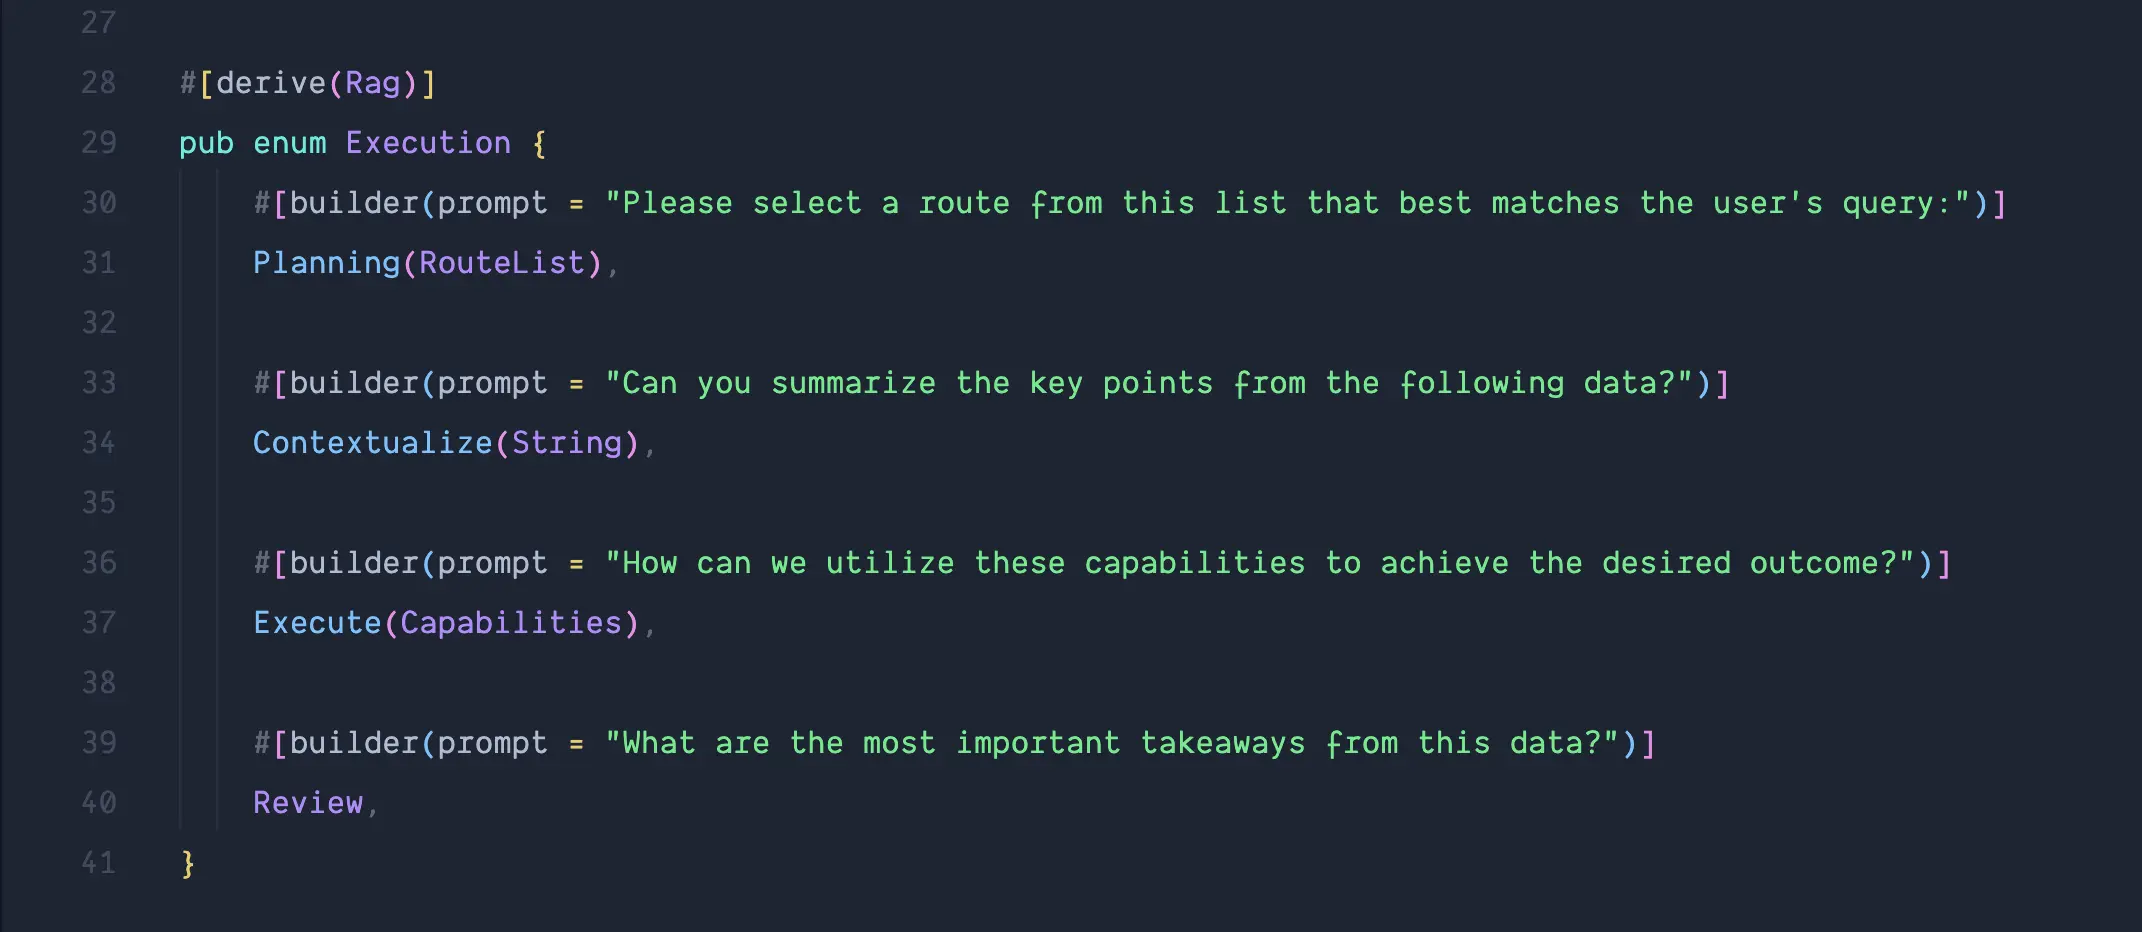 27
28 #[derive(Rag)]
29 pub enum Execution {
30 #[builder(prompt = "Please select a route from this list that best matches the user's query:")]
31 Planning(RouteList),
32
33 #[builder(prompt = "Can you summarize the key points from the following data?")]
34 Contextualize(String),
35
36 #[builder(prompt = "How can we utilize these capabilities to achieve the desired outcome?")]
37 Execute(Capabilities),
38
39 #[builder(prompt = "What are the most important takeaways from this data?")]
40 Review,
41 }